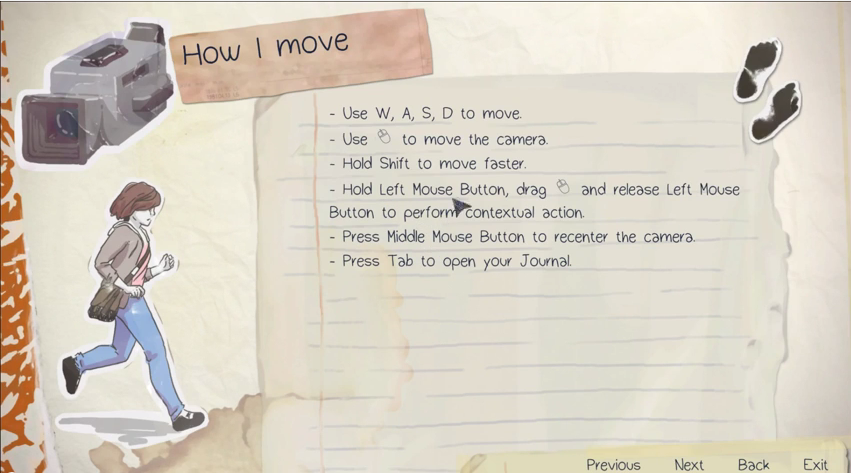 How I move
- Use W, A, S, D to move.
- Use to move the camera.
- Hold Shift to move faster.
- Hold Left Mouse Button, drag and release Left Mouse
Button to perform contextual action.
- Press Middle Mouse Button to recenter the camera.
- Press Tab to open your Journal.
Previous Next Back Exit